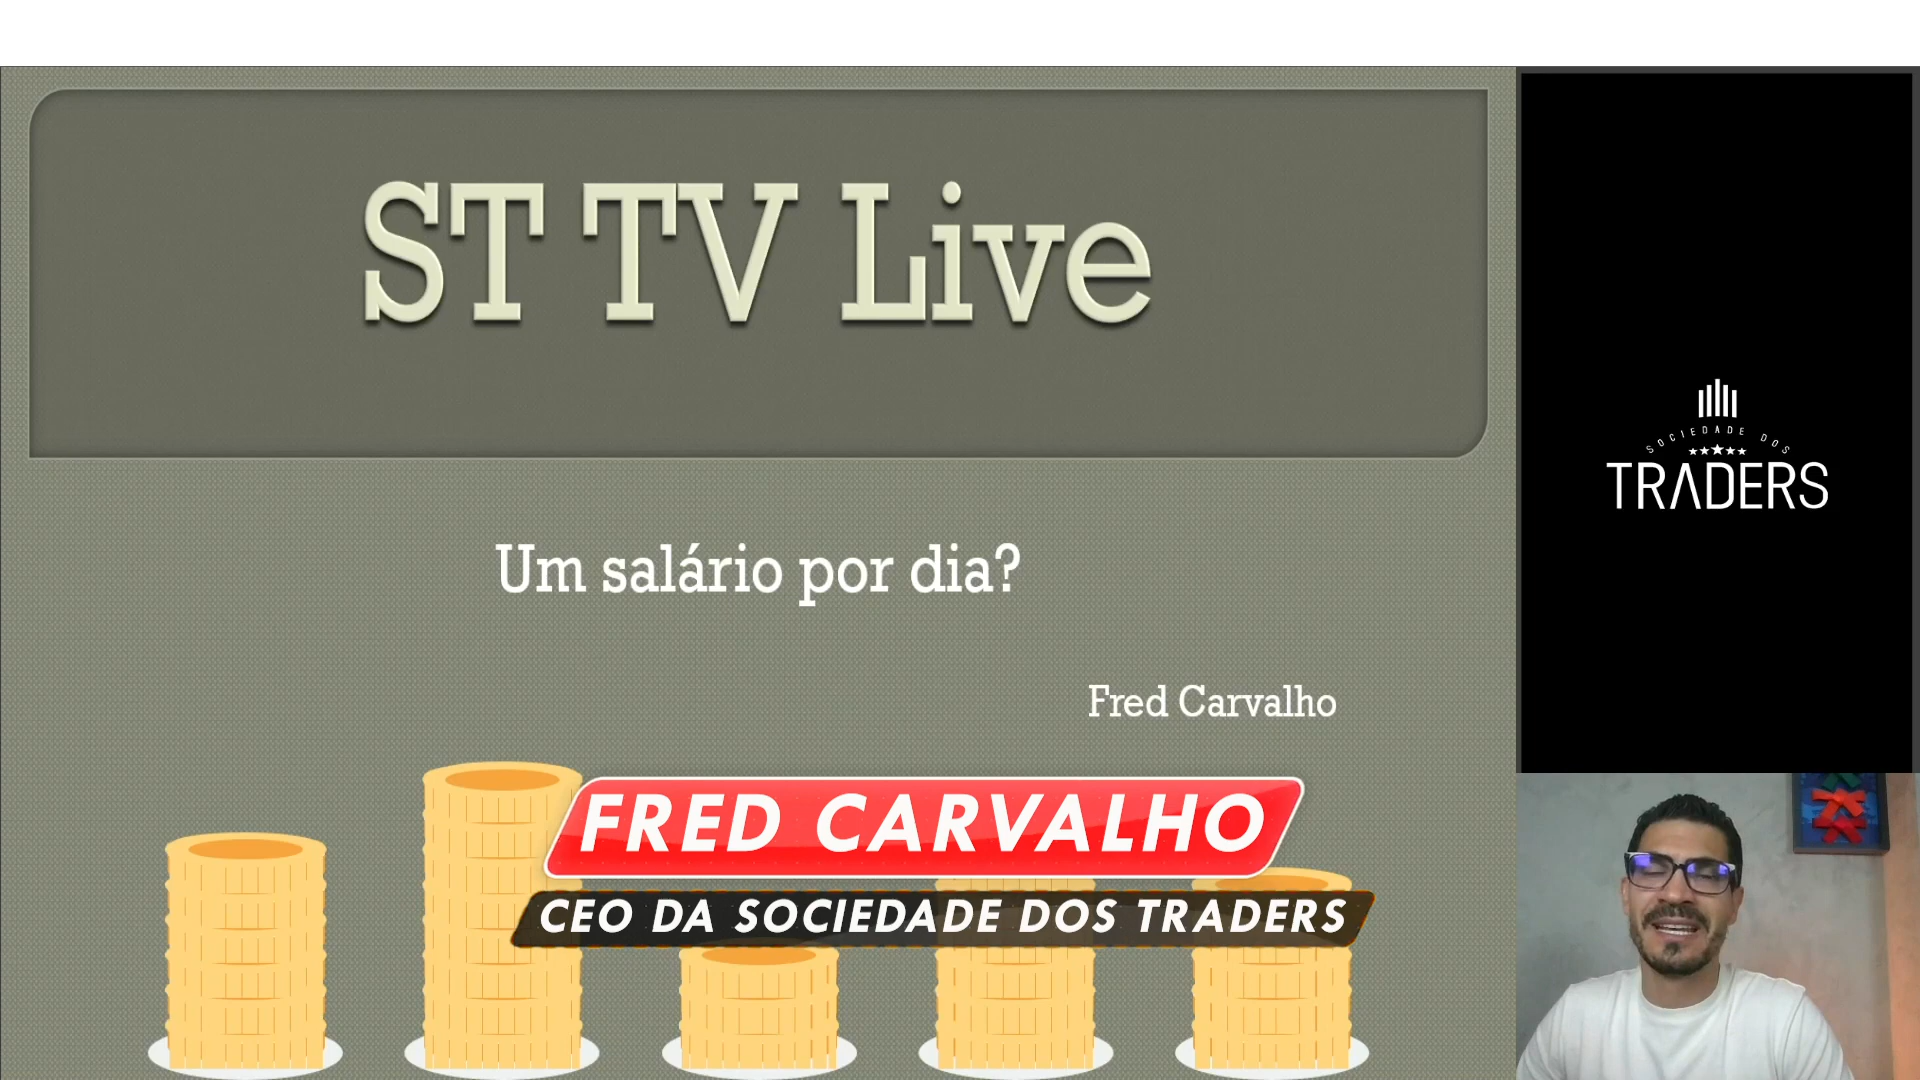 ST TV Live
Um salário por dia?
Fred Carvalho
FRED CARVALHO
CEO DA SOCIEDADE DOS TRADERS
SOCIEDADE DOS
TRADERS